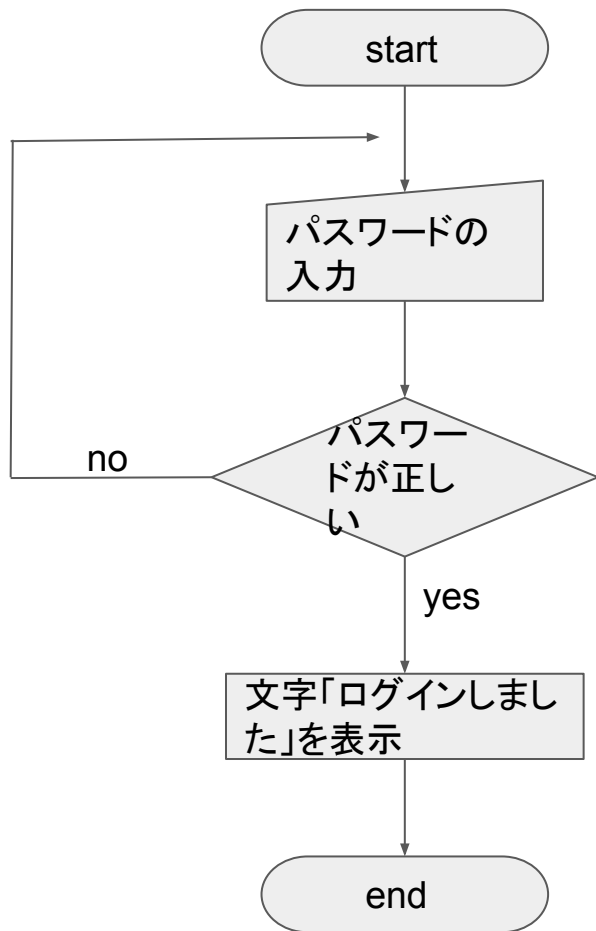 start
パスワードの
入力
パスワー
ドが正し
い
no
yes
文字「ログインしまし
た」を表示
end